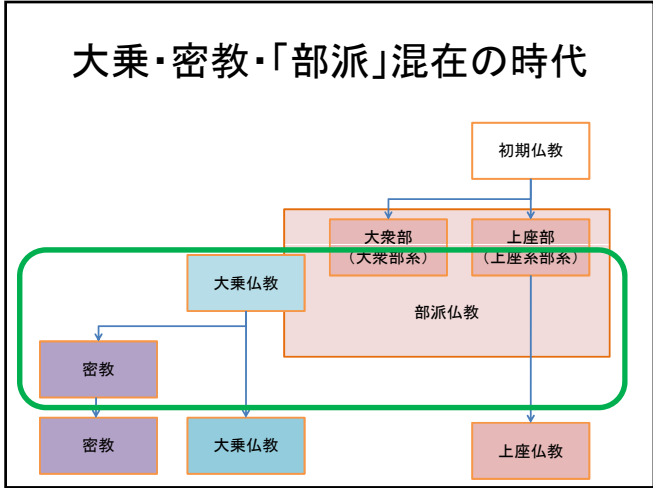 大乗・密教・「部派」混在の時代
初期仏教
大衆部
(大衆部系)
上座部
(上座系部系)
大乗仏教
部派仏教
密教
密教
大乗仏教
上座仏教